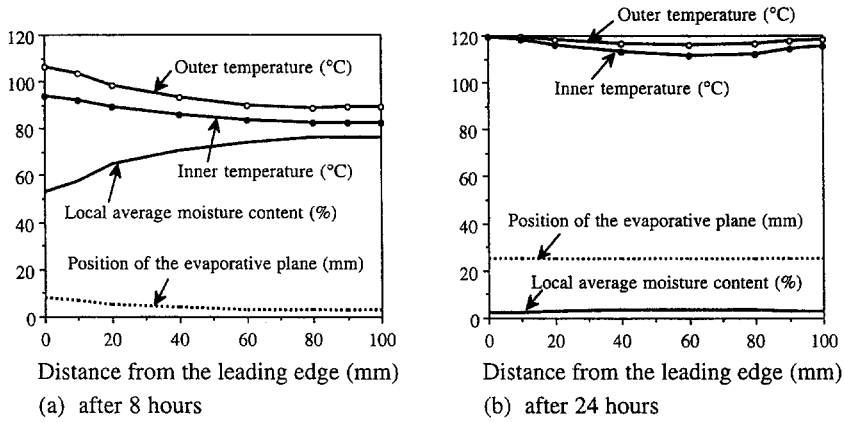 120
100
80
60
40
20
0
Outer temperature (°C)
Inner temperature (°C)
Local average moisture content (%)
Position of the evaporative plane (mm)
0 20 40 60 80 100
Distance from the leading edge (mm)
(a) after 8 hours
Outer temperature (°C)
120
100
80
60
40
20
0
Inner temperature (°C)
Position of the evaporative plane (mm)
Local average moisture content (%)
0 20 40 60 80 100
Distance from the leading edge (mm)
(b) after 24 hours